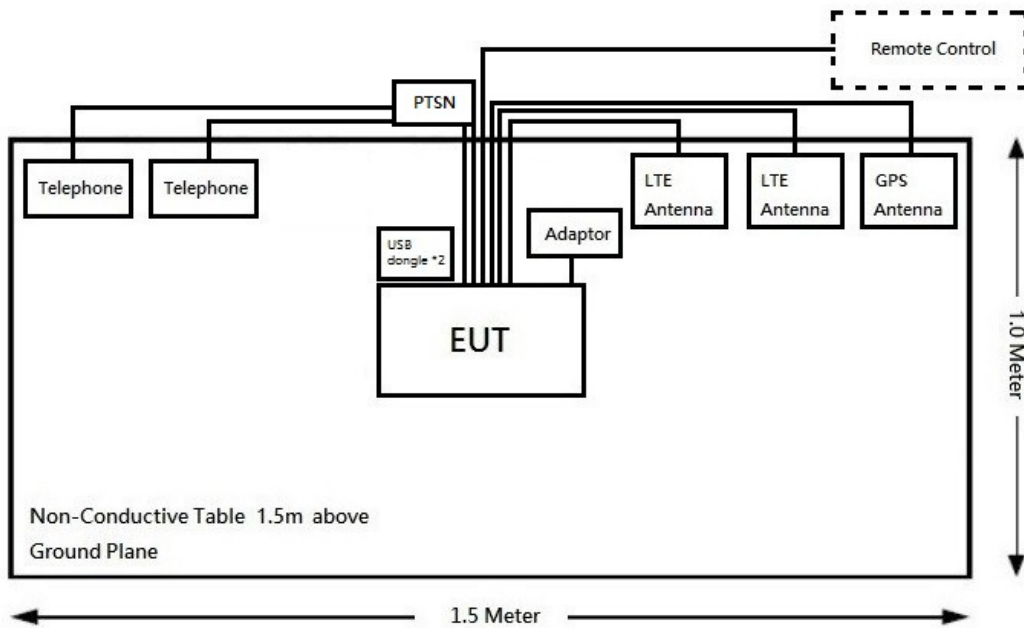 Remote Control
PTSN
Telephone
Telephone
LTE
Antenna
LTE
Antenna
GPS
Antenna
USB
dongle *2
Adaptor
EUT
1.0 Meter
Non-Conductive Table 1.5m above
Ground Plane
1.5 Meter